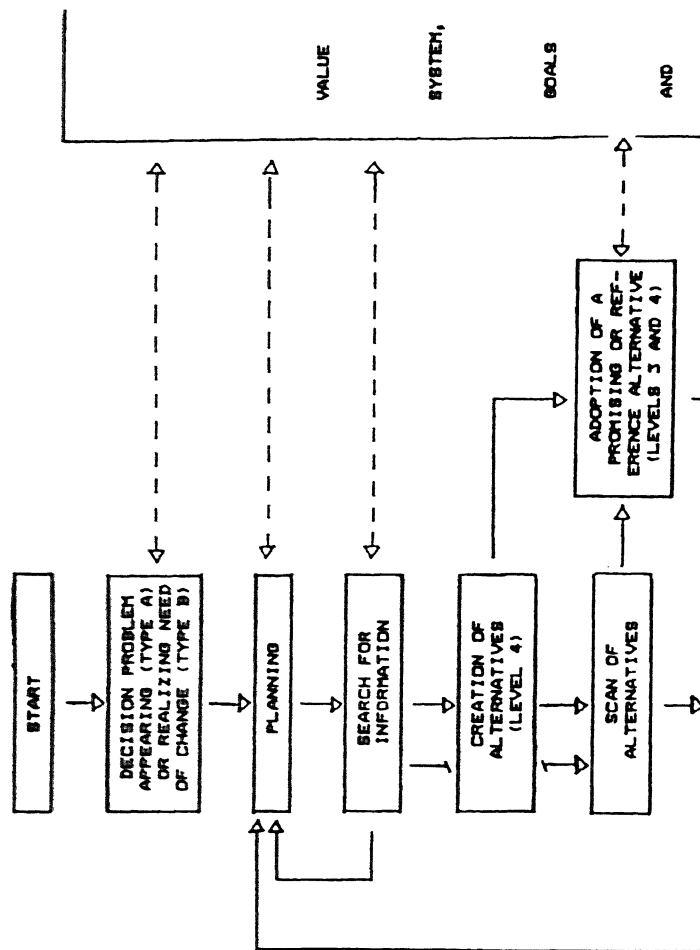 START
DECISION PROBLEM
APPEARING (TYPE A)
OR REALIZING NEED
OF CHANGE (TYPE B)
PLANNING
SEARCH FOR
INFORMATION
CREATION OF
ALTERNATIVES
(LEVEL 4)
SCAN OF
ALTERNATIVES
ADOPTION OF A
PROMISING OR REF-
ERENCE ALTERNATIVE
(LEVELS 3 AND 4)
VALUE
SYSTEM,
GOALS
AND